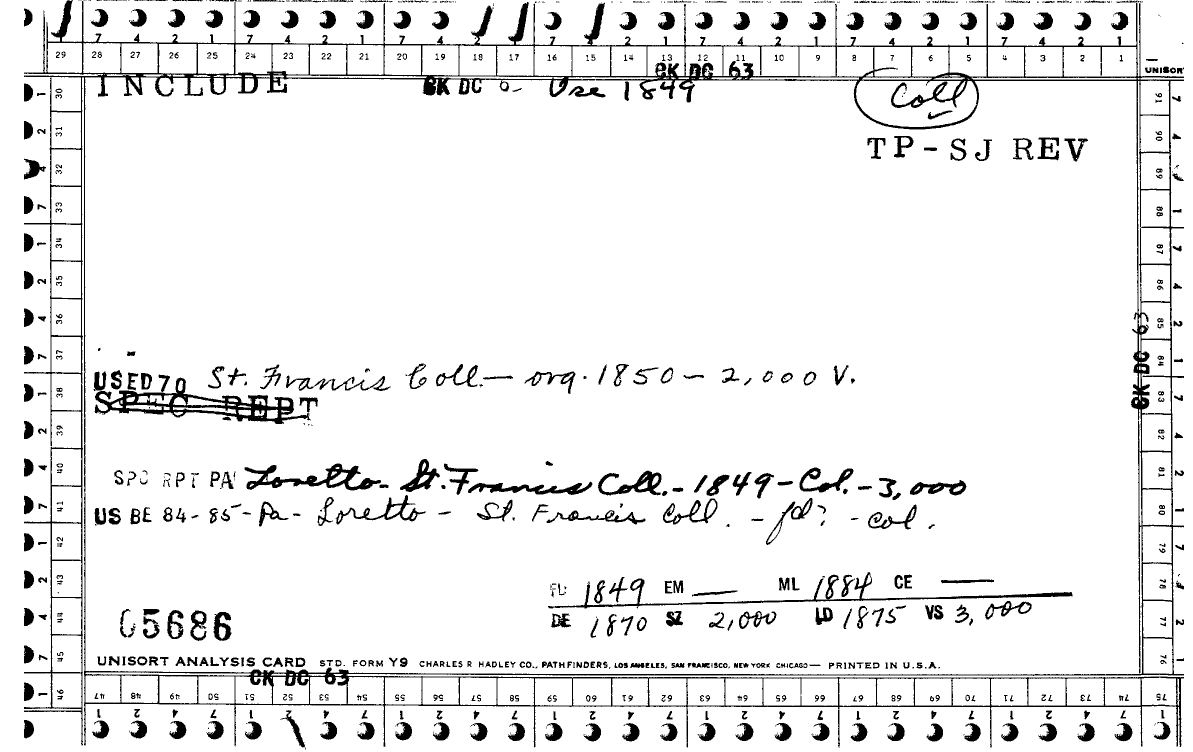 7 4 2 1 7 4 2 1 7 4 2 1 7 4 2 1 7 4 2 1 7 4 2 1
29 28 27 26 25 24 23 22 21 20 19 18 17 16 15 14 13 12 11 10 9 8 7 6 5 4 3 2 1
CK DC 63
UNISORT
INCLUDE CK DC Use 1849 Coll
TP-SJ REV
30 31 32 33 34 35 36 37 38 39 40 41 42 43 44 45 46
91 90 89 88 87 86 85 84 83 82 81 80 79 78 77 76 75
CK DC 63
USED 70 St. Francis Coll.— org. 1850— 2,000 V.
SPEC REPT
SPC RPT PA Loretto- St. Francis Coll.- 1849- Col.- 3,000
US BE 84-85- Pa- Loretto- St. Francis Coll. - fd? - Col.
FD 1849 EM — ML 1884 CE —
DE 1870 SZ 2,000 LD 1875 VS 3,000
05686
UNISORT ANALYSIS CARD STD. FORM Y9 CHARLES R HADLEY CO., PATHFINDERS, LOS ANGELES, SAN FRANCISCO, NEW YORK CHICAGO— PRINTED IN U.S.A.
CK DC 63
47 48 49 50 51 52 53 54 55 56 57 58 59 60 61 62 63 64 65 66 67 68 69 70 71 72 73 74
1 2 4 7 1 2 4 7 1 2 4 7 1 2 4 7 1 2 4 7 1 2 4 7 1 2 4 7